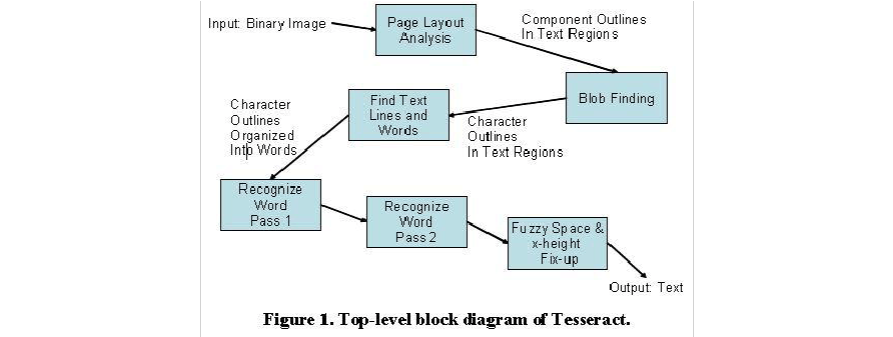 Input: Binary Image
Page Layout
Analysis
Component Outlines
In Text Regions
Blob Finding
Character
Outlines
In Text Regions
Find Text
Lines and
Words
Character
Outlines
Organized
Into Words
Recognize
Word
Pass 1
Recognize
Word
Pass 2
Fuzzy Space &
x-height
Fix-up
Output: Text
Figure 1. Top-level block diagram of Tesseract.